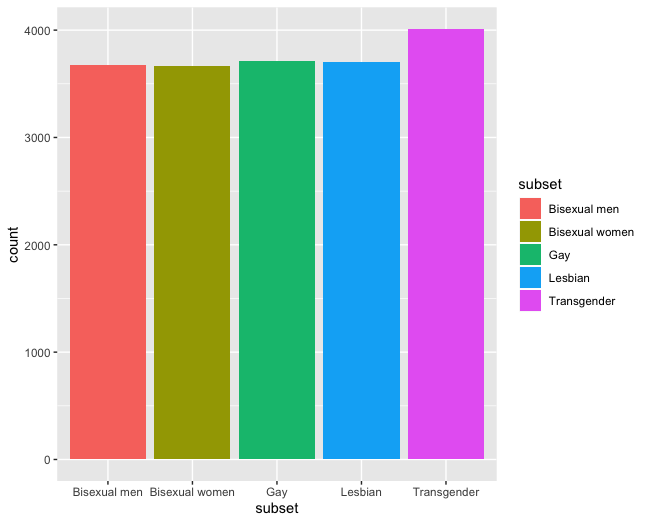 4000
3000
2000
1000
0
count
Bisexual men Bisexual women Gay Lesbian Transgender
subset
subset
Bisexual men
Bisexual women
Gay
Lesbian
Transgender